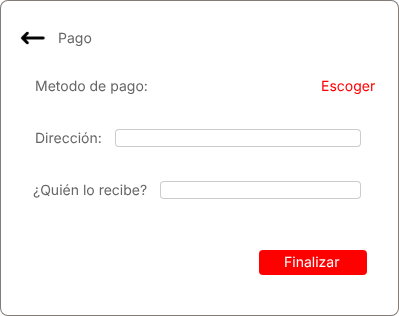 Pago
Metodo de pago: Escoger
Dirección:
¿Quién lo recibe?
Finalizar